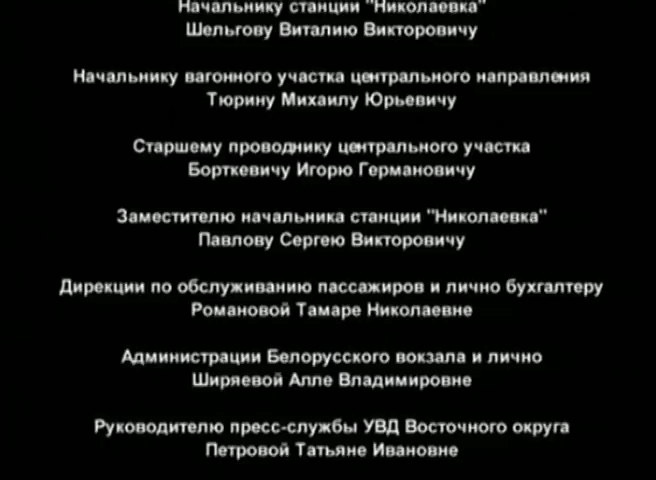 Начальнику станции "Николаевка"
Шельгову Виталию Викторовичу
Начальнику вагонного участка центрального направления
Тюрину Михаилу Юрьевичу
Старшему проводнику центрального участка
Борткевичу Игорю Германовичу
Заместителю начальника станции "Николаевка"
Павлову Сергею Викторовичу
Дирекции по обслуживанию пассажиров и лично бухгалтеру
Романовой Тамаре Николаевне
Администрации Белорусского вокзала и лично
Ширяевой Алле Владимировне
Руководителю пресс-службы УВД Восточного округа
Петровой Татьяне Ивановне